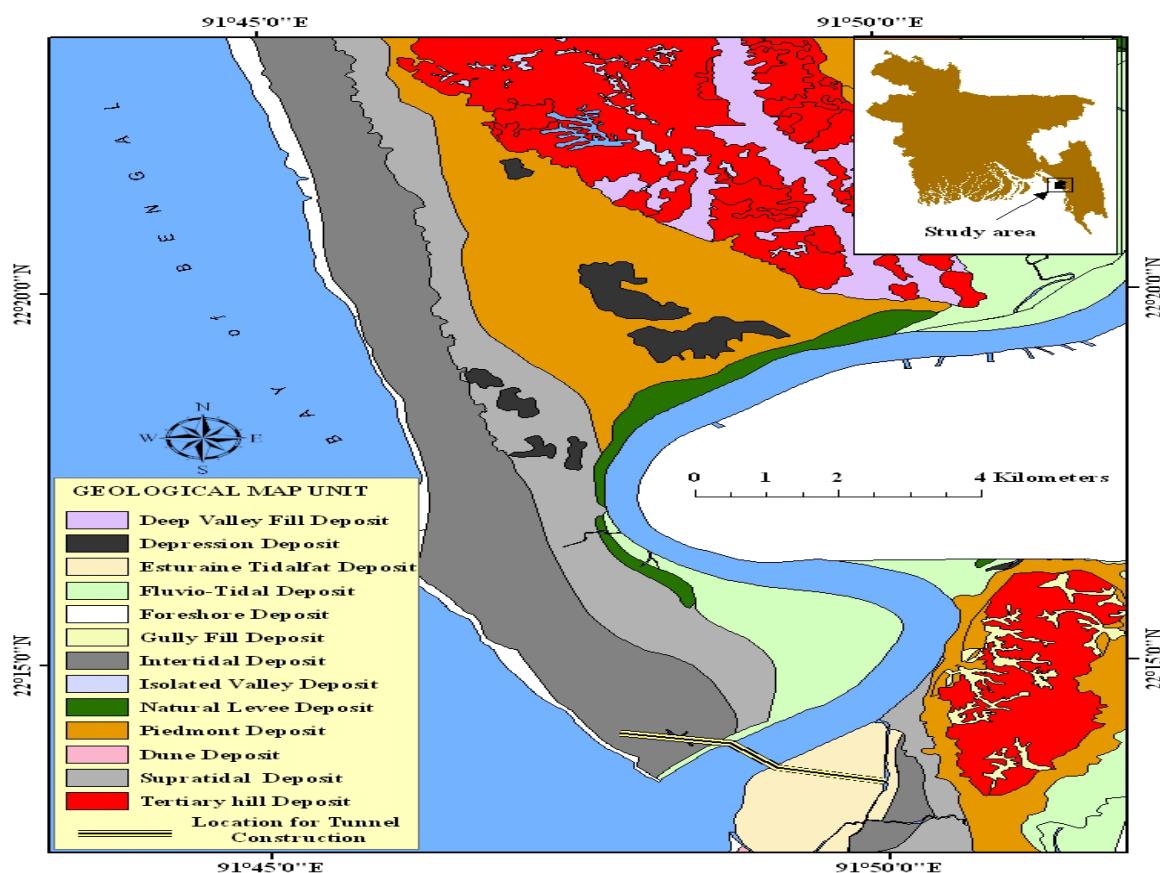 91°45'0"E 91°50'0"E
BAY of BENGAL
Study area
22°20'0"N 22°20'0"N
N
W E
S
0 1 2 4 Kilometers
GEOLOGICAL MAP UNIT
Deep Valley Fill Deposit
Depression Deposit
Esturaine Tidalfat Deposit
Fluvio-Tidal Deposit
Foreshore Deposit
Gully Fill Deposit
Intertidal Deposit
Isolated Valley Deposit
Natural Levee Deposit
Piedmont Deposit
Dune Deposit
Supratidal Deposit
Tertiary hill Deposit
Location for Tunnel
Construction
22°15'0"N 22°15'0"N
91°45'0"E 91°50'0"E